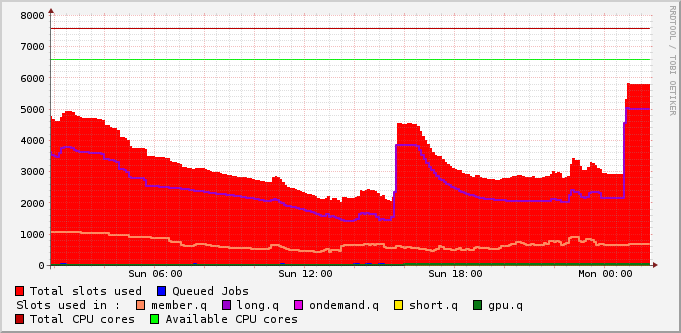 RRDTOOL / TOBI OETIKER
8000
7000
6000
5000
4000
3000
2000
1000
0
Sun 06:00 Sun 12:00 Sun 18:00 Mon 00:00
Total slots used Queued Jobs
Slots used in : member.q long.q ondemand.q short.q gpu.q
Total CPU cores Available CPU cores